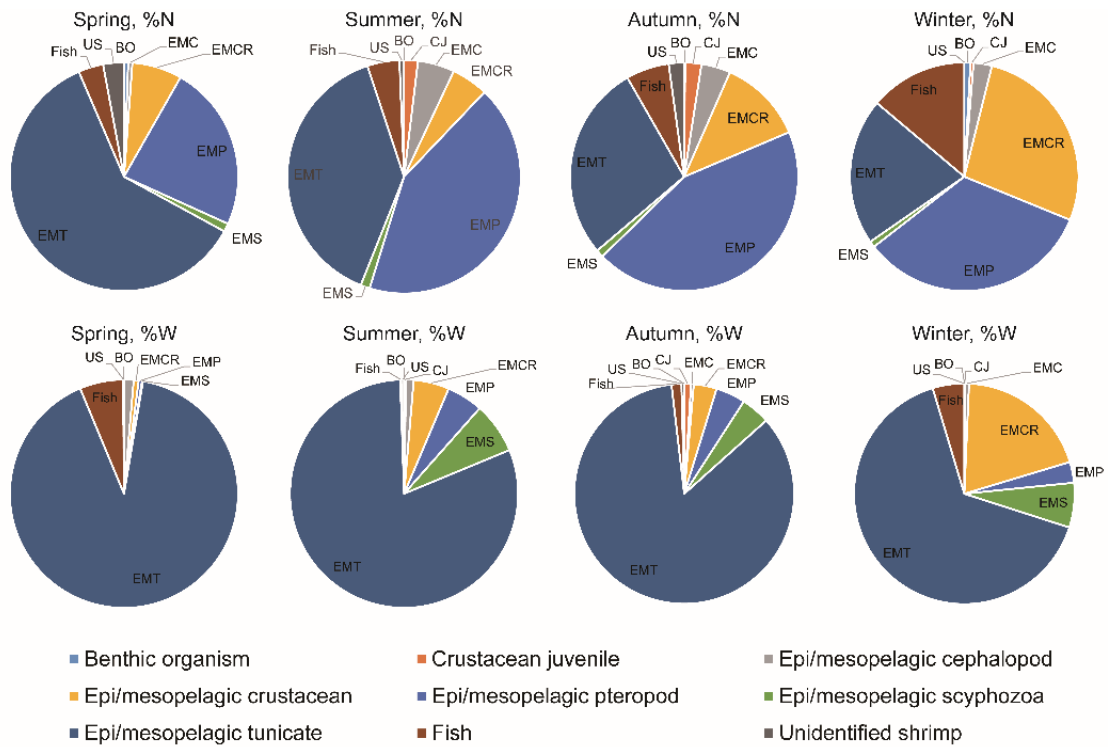 Spring, %N Summer, %N Autumn, %N Winter, %N
Fish US BO EMC EMCR EMP EMS EMT
Fish US BO CJ EMC EMCR EMP EMS EMT
US BO CJ EMC Fish EMCR EMP EMS EMT
US BO CJ EMC Fish EMCR EMP EMS EMT
Spring, %W Summer, %W Autumn, %W Winter, %W
US BO EMCR EMP EMS Fish EMT
Fish BO US CJ EMCR EMP EMS EMT
Fish US BO CJ EMC EMCR EMP EMS EMT
US BO CJ EMC Fish EMCR EMP EMS EMT
Benthic organism Crustacean juvenile Epi/mesopelagic cephalopod
Epi/mesopelagic crustacean Epi/mesopelagic pteropod Epi/mesopelagic scyphozoa
Epi/mesopelagic tunicate Fish Unidentified shrimp